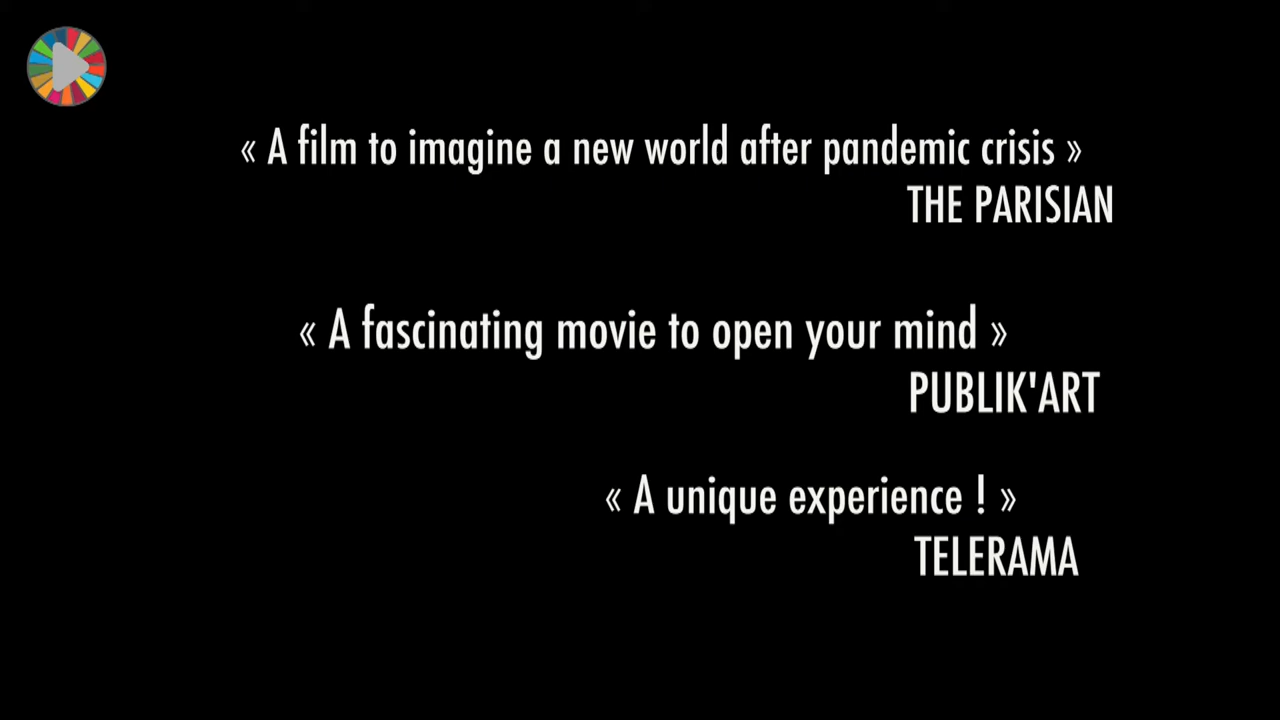 « A film to imagine a new world after pandemic crisis »
THE PARISIAN
« A fascinating movie to open your mind »
PUBLIK'ART
« A unique experience ! »
TELERAMA